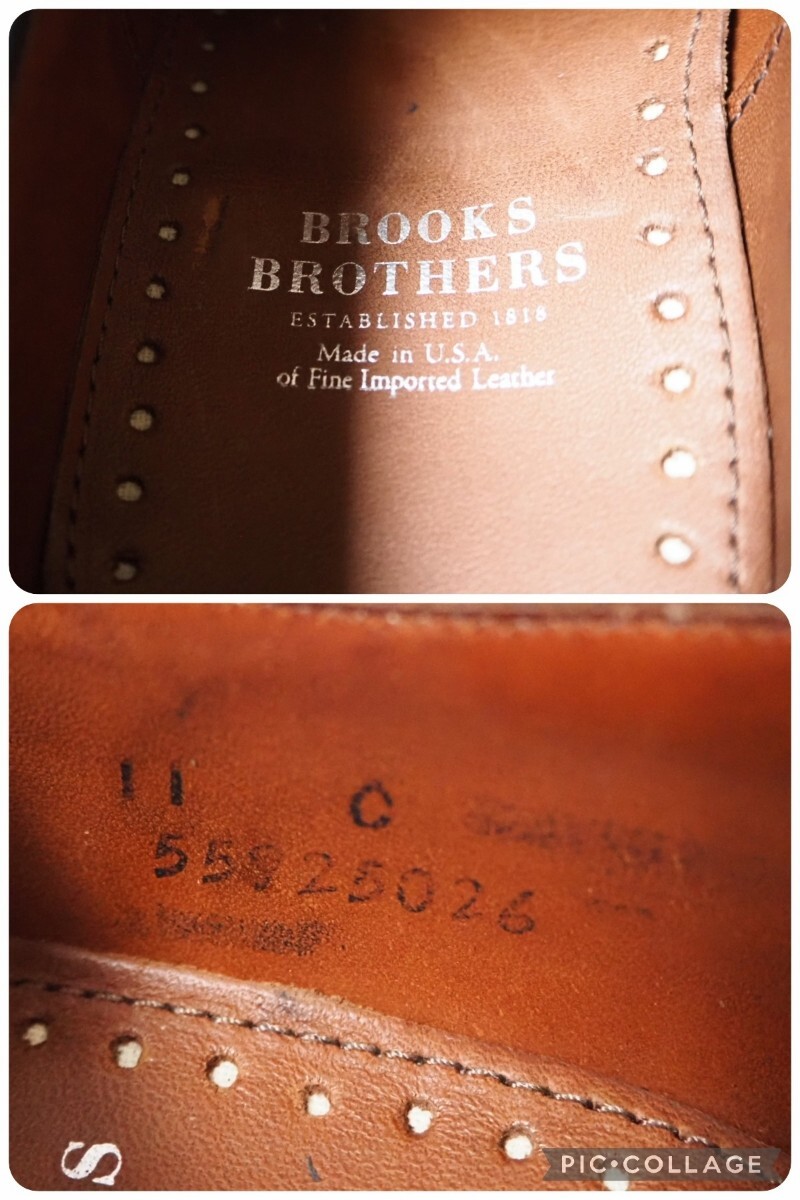 BROOKS
BROTHERS
ESTABLISHED 1818
Made in U.S.A.
of Fine Imported Leather
11 C
55925026
S
PIC•COLLAGE